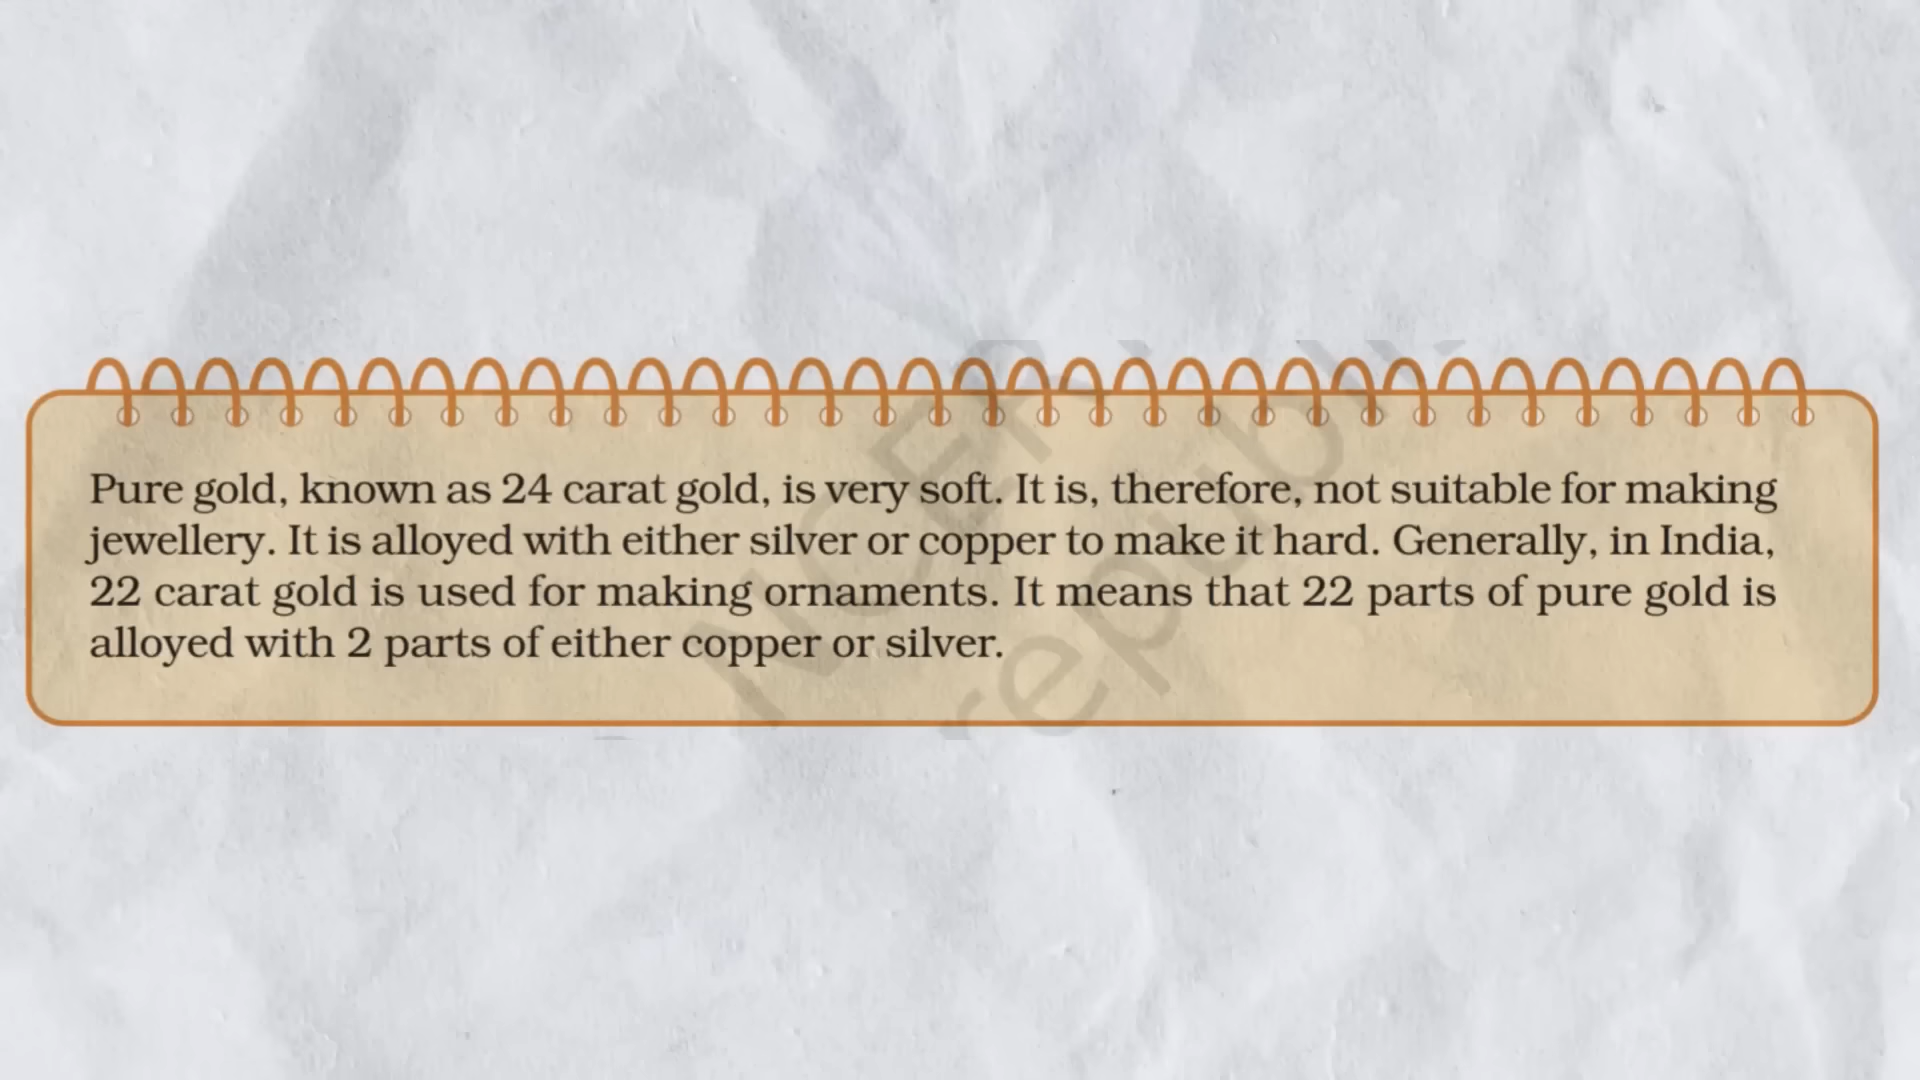 Pure gold, known as 24 carat gold, is very soft. It is, therefore, not suitable for making
jewellery. It is alloyed with either silver or copper to make it hard. Generally, in India,
22 carat gold is used for making ornaments. It means that 22 parts of pure gold is
alloyed with 2 parts of either copper or silver.
NCER
republi